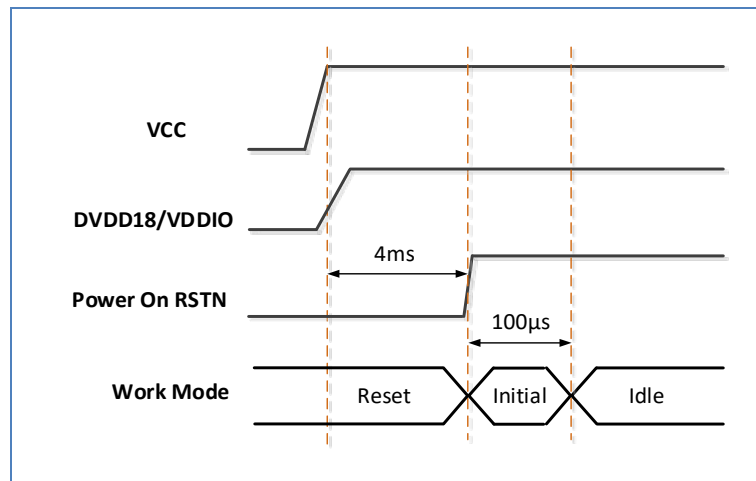 VCC
DVDD18/VDDIO
4ms
Power On RSTN
100µs
Work Mode
Reset
Initial
Idle